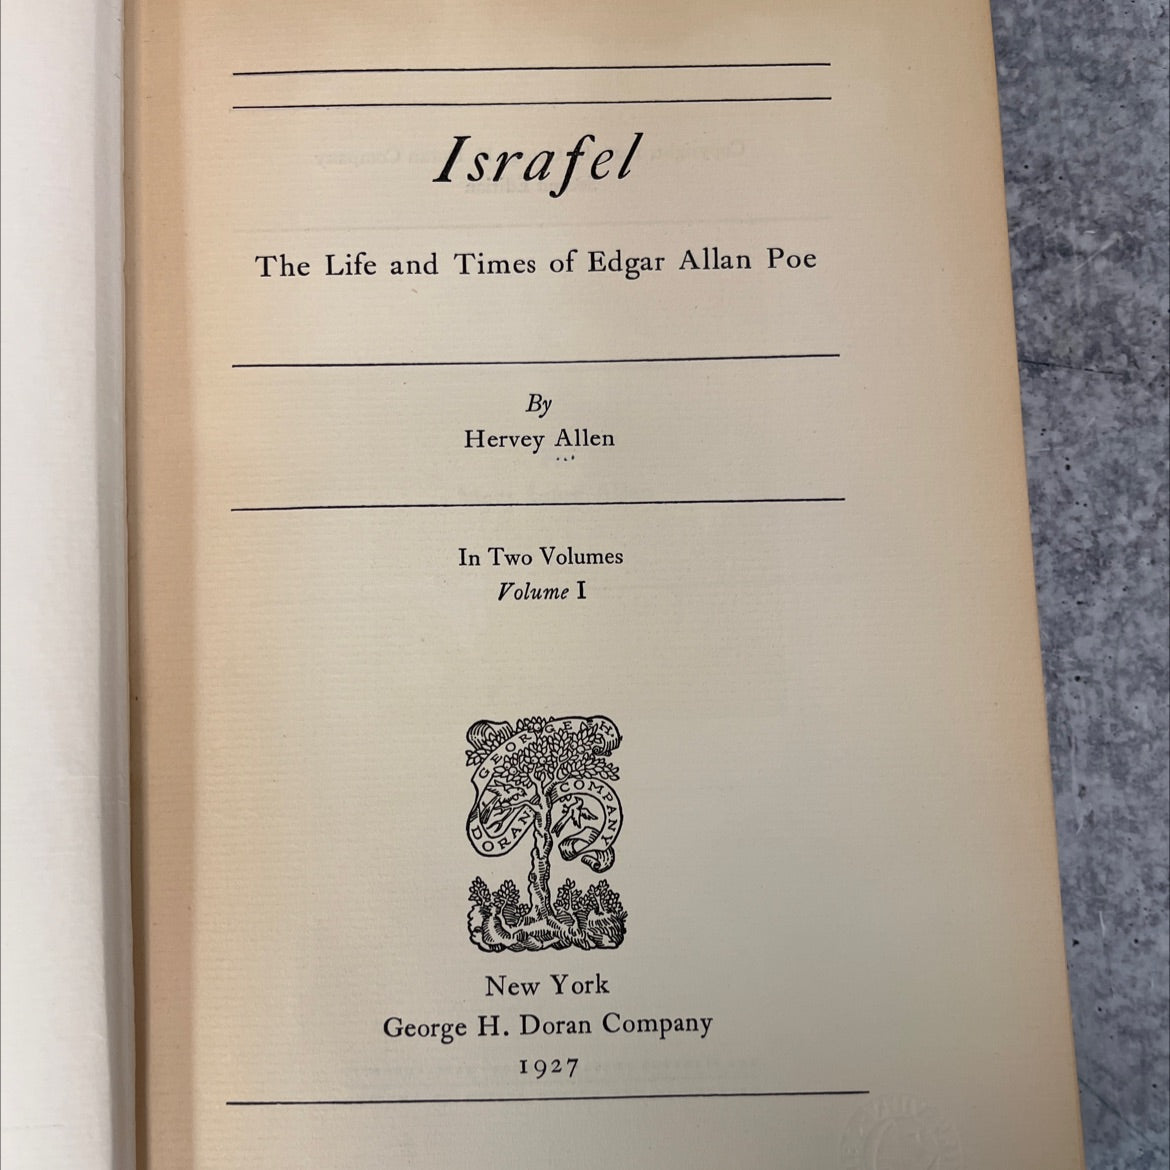 Israfel
The Life and Times of Edgar Allan Poe
By
Hervey Allen
In Two Volumes
Volume I
GEORGE H
DORAN
COMPANY
New York
George H. Doran Company
1927